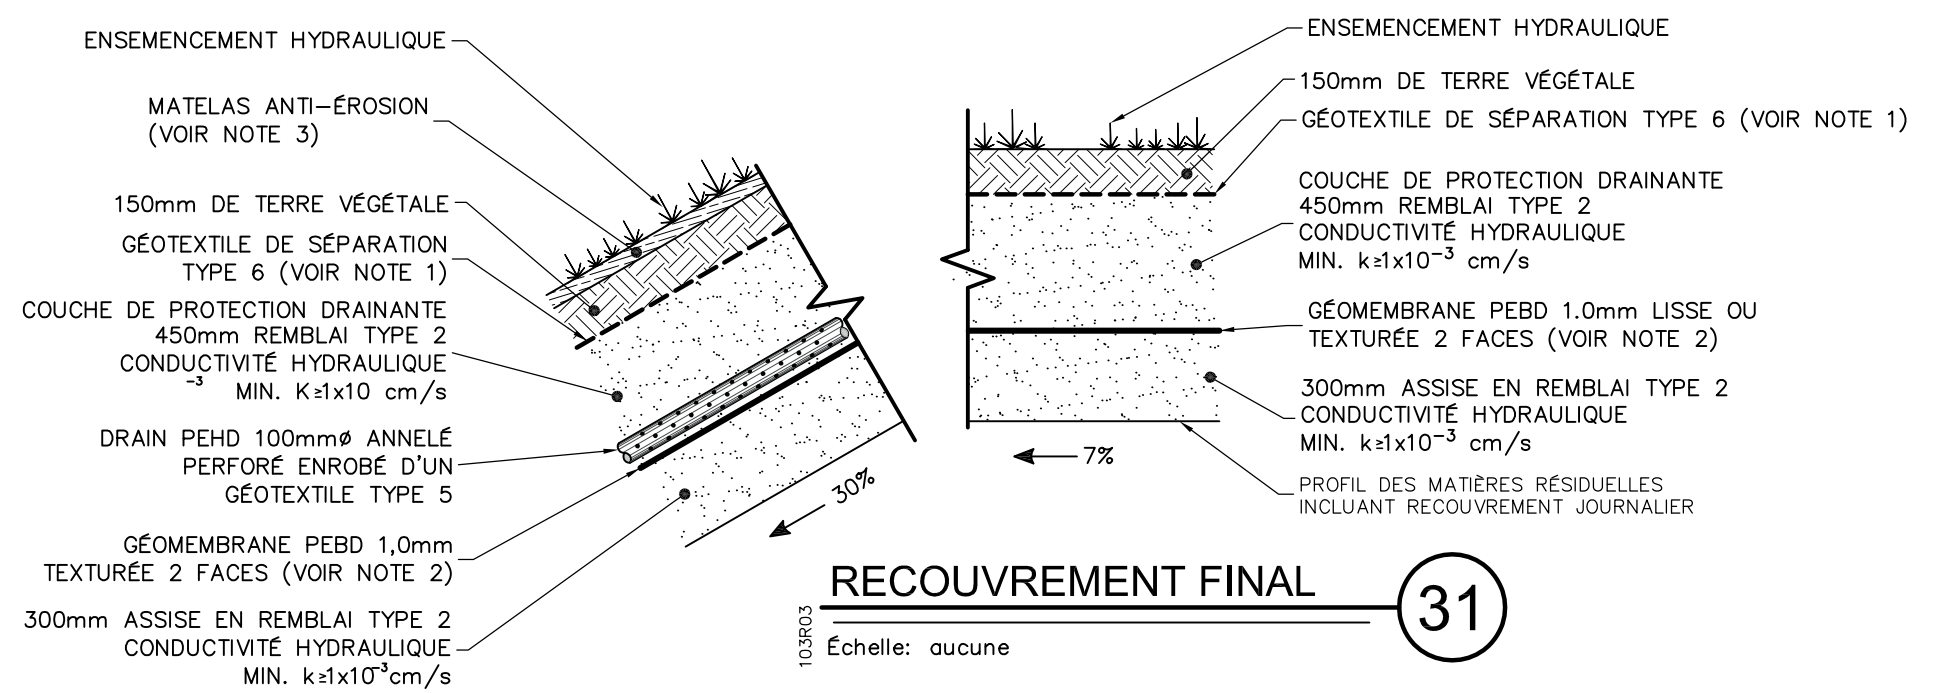 ENSEMENCEMENT HYDRAULIQUE
MATELAS ANTI-ÉROSION
(VOIR NOTE 3)
150mm DE TERRE VÉGÉTALE
GÉOTEXTILE DE SÉPARATION
TYPE 6 (VOIR NOTE 1)
COUCHE DE PROTECTION DRAINANTE
450mm REMBLAI TYPE 2
CONDUCTIVITÉ HYDRAULIQUE
-3 MIN. K≥1x10 cm/s
DRAIN PEHD 100mmø ANNELÉ
PERFORÉ ENROBÉ D'UN
GÉOTEXTILE TYPE 5
GÉOMEMBRANE PEBD 1,0mm
TEXTURÉE 2 FACES (VOIR NOTE 2)
300mm ASSISE EN REMBLAI TYPE 2
CONDUCTIVITÉ HYDRAULIQUE
MIN. k≥1x10⁻³cm/s
30%
ENSEMENCEMENT HYDRAULIQUE
150mm DE TERRE VÉGÉTALE
GÉOTEXTILE DE SÉPARATION TYPE 6 (VOIR NOTE 1)
COUCHE DE PROTECTION DRAINANTE
450mm REMBLAI TYPE 2
CONDUCTIVITÉ HYDRAULIQUE
MIN. k≥1x10⁻³ cm/s
GÉOMEMBRANE PEBD 1.0mm LISSE OU
TEXTURÉE 2 FACES (VOIR NOTE 2)
300mm ASSISE EN REMBLAI TYPE 2
CONDUCTIVITÉ HYDRAULIQUE
MIN. k≥1x10⁻³ cm/s
7%
PROFIL DES MATIÈRES RÉSIDUELLES
INCLUANT RECOUVREMENT JOURNALIER
RECOUVREMENT FINAL
31
103R03
Échelle: aucune